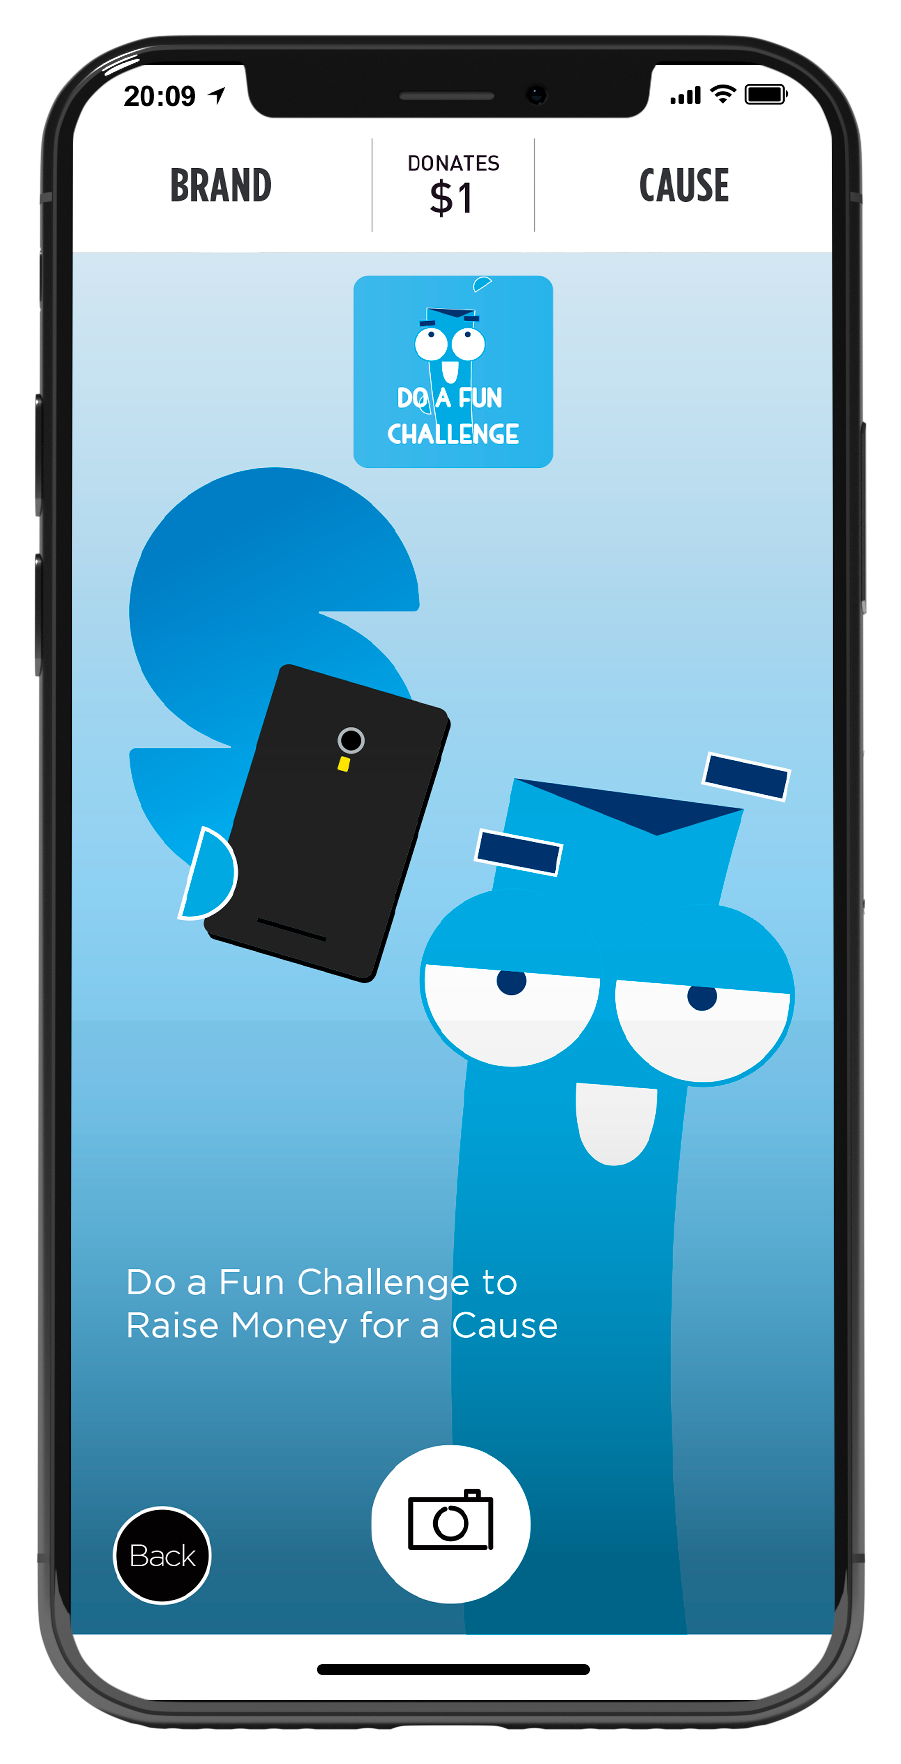 20:09
BRAND
DONATES
$1
CAUSE
DO A FUN
CHALLENGE
Do a Fun Challenge to
Raise Money for a Cause
Back